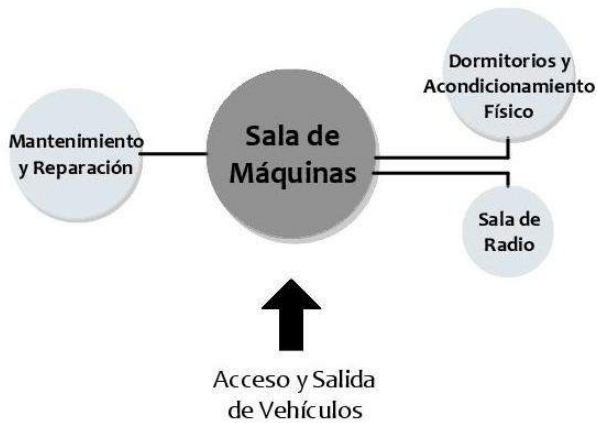 Mantenimiento
y Reparación
Sala de
Máquinas
Dormitorios y
Acondicionamiento
Físico
Sala de
Radio
Acceso y Salida
de Vehículos